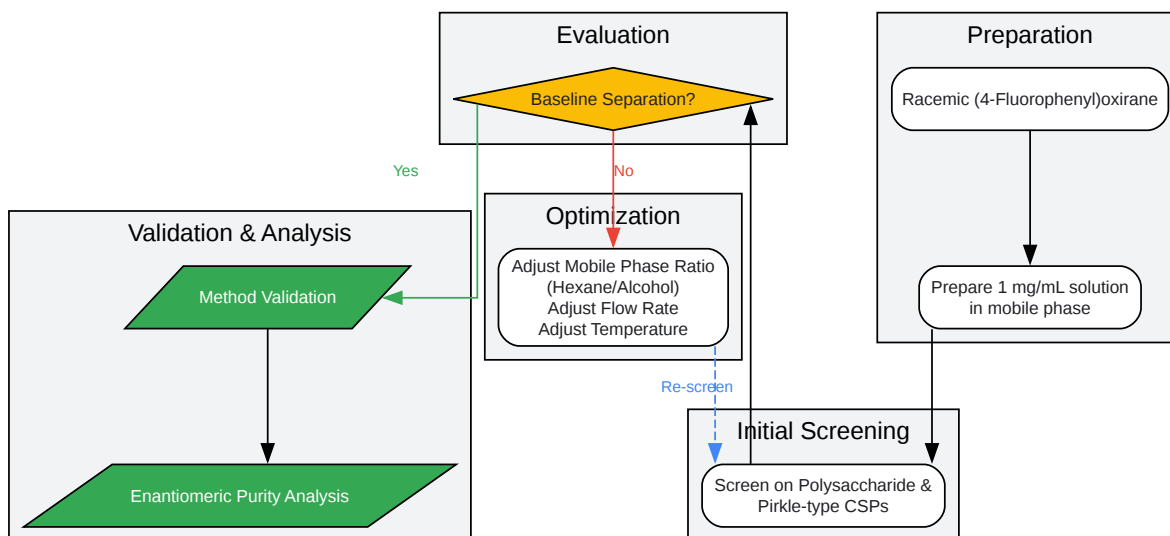 Evaluation
Baseline Separation?
Preparation
Racemic (4-Fluorophenyl)oxirane
Prepare 1 mg/mL solution
in mobile phase
Yes
No
Optimization
Adjust Mobile Phase Ratio
(Hexane/Alcohol)
Adjust Flow Rate
Adjust Temperature
Re-screen
Validation & Analysis
Method Validation
Enantiomeric Purity Analysis
Initial Screening
Screen on Polysaccharide &
Pirkle-type CSPs